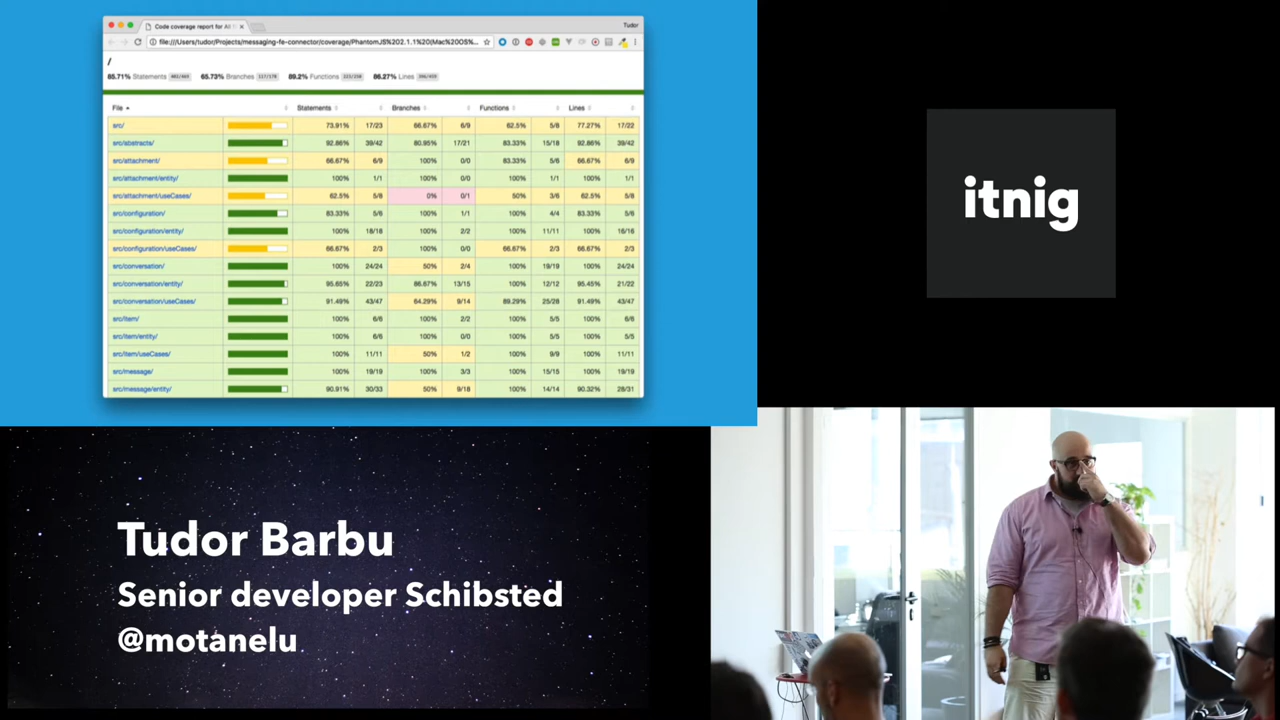 Code coverage report for All f
Tudor
file:///Users/tudor/Projects/messaging-fe-connector/coverage/PhantomJS%202.1.1%20(Mac%20OS%...
/
85.71% Statements 402/469 65.73% Branches 117/178 89.2% Functions 223/250 86.27% Lines 396/459
File Statements Branches Functions Lines
src/ 73.91% 17/23 66.67% 6/9 62.5% 5/8 77.27% 17/22
src/abstracts/ 92.86% 39/42 80.95% 17/21 83.33% 15/18 92.86% 39/42
src/attachment/ 66.67% 6/9 100% 0/0 83.33% 5/6 66.67% 6/9
src/attachment/entity/ 100% 1/1 100% 0/0 100% 1/1 100% 1/1
src/attachment/useCases/ 62.5% 5/8 0% 0/1 50% 3/6 62.5% 5/8
src/configuration/ 83.33% 5/6 100% 1/1 100% 4/4 83.33% 5/6
src/configuration/entity/ 100% 18/18 100% 2/2 100% 11/11 100% 16/16
src/configuration/useCases/ 66.67% 2/3 100% 0/0 66.67% 2/3 66.67% 2/3
src/conversation/ 100% 24/24 50% 2/4 100% 19/19 100% 24/24
src/conversation/entity/ 95.65% 22/23 86.67% 13/15 100% 12/12 95.45% 21/22
src/conversation/useCases/ 91.49% 43/47 64.29% 9/14 89.29% 25/28 91.49% 43/47
src/item/ 100% 6/6 100% 2/2 100% 5/5 100% 6/6
src/item/entity/ 100% 6/6 100% 0/0 100% 5/5 100% 5/5
src/item/useCases/ 100% 11/11 50% 1/2 100% 9/9 100% 11/11
src/message/ 100% 19/19 100% 3/3 100% 15/15 100% 19/19
src/message/entity/ 90.91% 30/33 50% 9/18 100% 14/14 90.32% 28/31
itnig
Tudor Barbu
Senior developer Schibsted
@motanelu